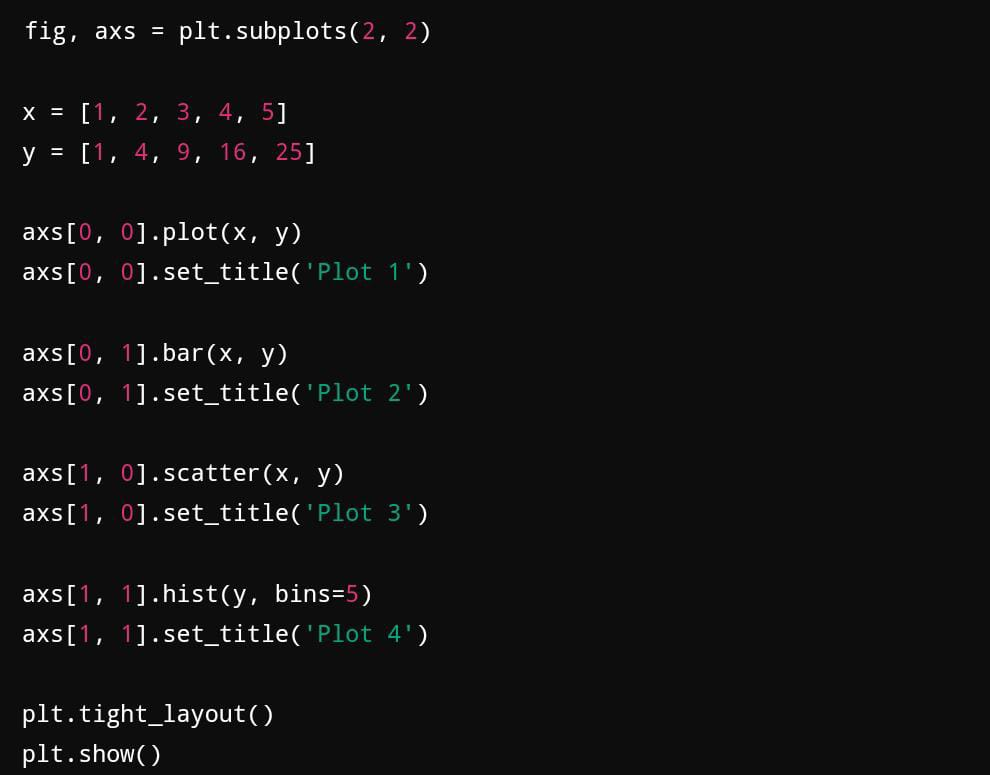 fig, axs = plt.subplots(2, 2)
x = [1, 2, 3, 4, 5]
y = [1, 4, 9, 16, 25]
axs[0, 0].plot(x, y)
axs[0, 0].set_title('Plot 1')
axs[0, 1].bar(x, y)
axs[0, 1].set_title('Plot 2')
axs[1, 0].scatter(x, y)
axs[1, 0].set_title('Plot 3')
axs[1, 1].hist(y, bins=5)
axs[1, 1].set_title('Plot 4')
plt.tight_layout()
plt.show()